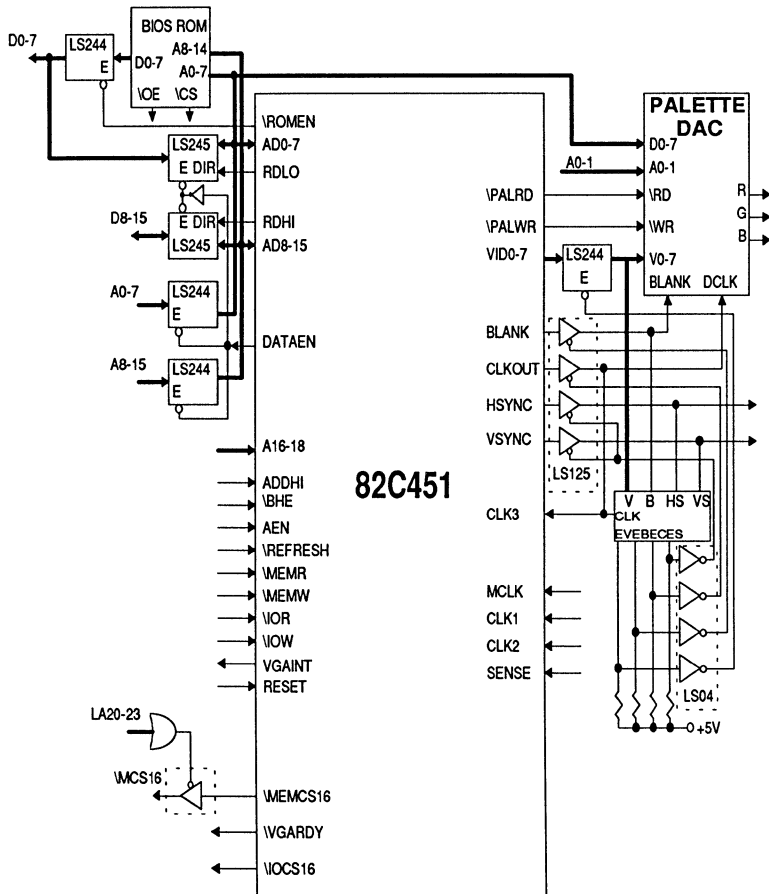 BIOS ROM
D0-7
LS244
E
D0-7
A8-14
A0-7
\OE \CS
\ROMEN
LS245
E DIR
AD0-7
RDLO
D8-15
E DIR
LS245
RDHI
AD8-15
A0-7
LS244
E
DATAEN
A8-15
LS244
E
A16-18
ADDHI
\BHE
AEN
\REFRESH
\MEMR
\MEMW
\IOR
\IOW
VGAINT
RESET
LA20-23
\MCS16
\MEMCS16
\VGARDY
\IOCS16
82C451
\PALRD
\PALWR
VID0-7
BLANK
CLKOUT
HSYNC
VSYNC
CLK3
MCLK
CLK1
CLK2
SENSE
PALETTE
DAC
D0-7
A0-1
A0-1
\RD
\WR
V0-7
BLANK DCLK
R
G
B
LS244
E
LS125
V B HS VS
CLK
EVEBECES
LS04
+5V